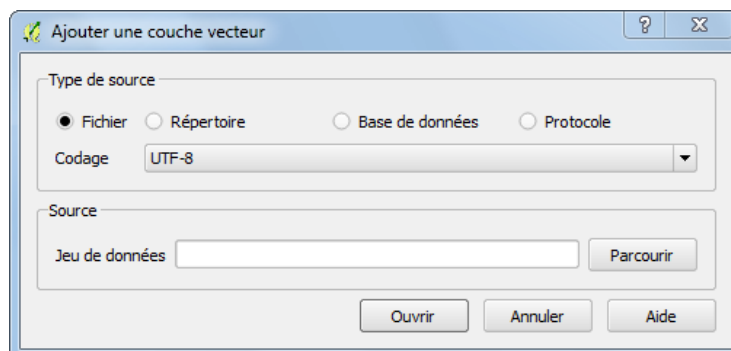 Ajouter une couche vecteur
Type de source
Fichier Répertoire Base de données Protocole
Codage UTF-8
Source
Jeu de données Parcourir
Ouvrir Annuler Aide